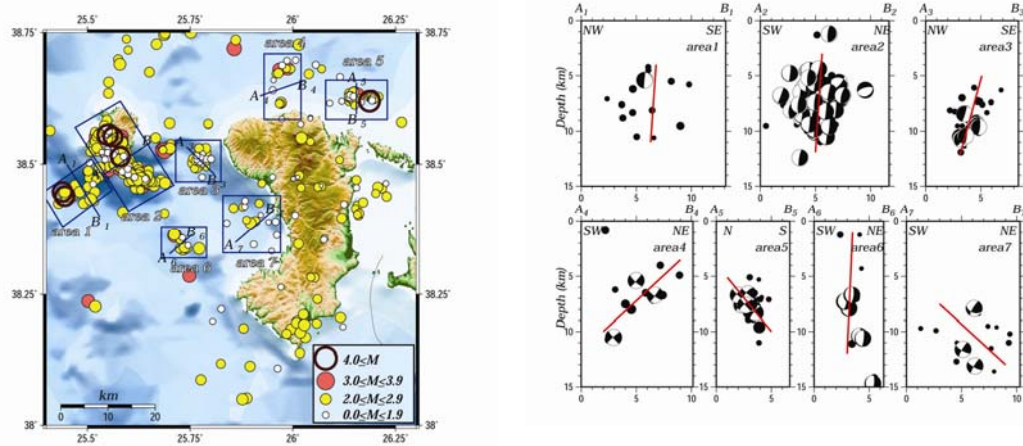 25.5° 25.75° 26° 26.25°
38.75° 38.75°
area 4
area 5
A5
A4 B4
B5
38.5° 38.5°
A1
B3
area 3
area 2
B1
area 1
B6
A6
area 6
A7
area 7
38.25° 38.25°
km
0 10 20
4.0≤M
3.0≤M≤3.9
2.0≤M≤2.9
0.0≤M≤1.9
38° 38°
25.5° 25.75° 26° 26.25°
A1 B1 A2 B2 A3 B3
NW SE SW NE NW SE
area1 area2 area3
Depth (km)
0 5 10 15
0 5 10 0 5 10 0 5 10
A4 B4 A5 B5 A6 B6 A7 B7
SW NE N S SW NE NW SE
area4 area5 area6 area7
Depth (km)
0 5 10 15
0 5 10 0 5 0 5 0 5 10